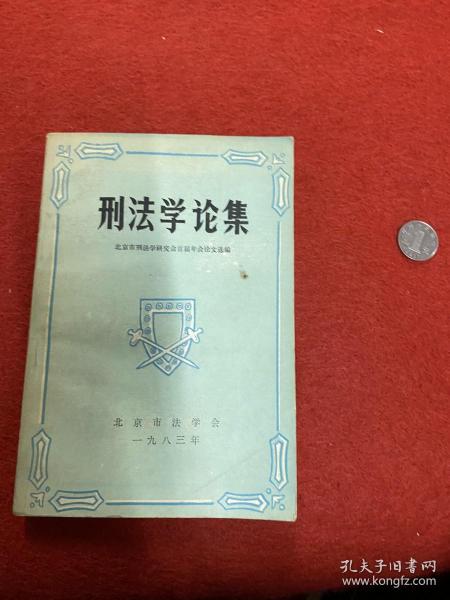 刑法学论集
北京市刑法学研究会首届年会论文选编
北京市法学会
一九八三年
孔夫子旧书网
www.kongfz.com